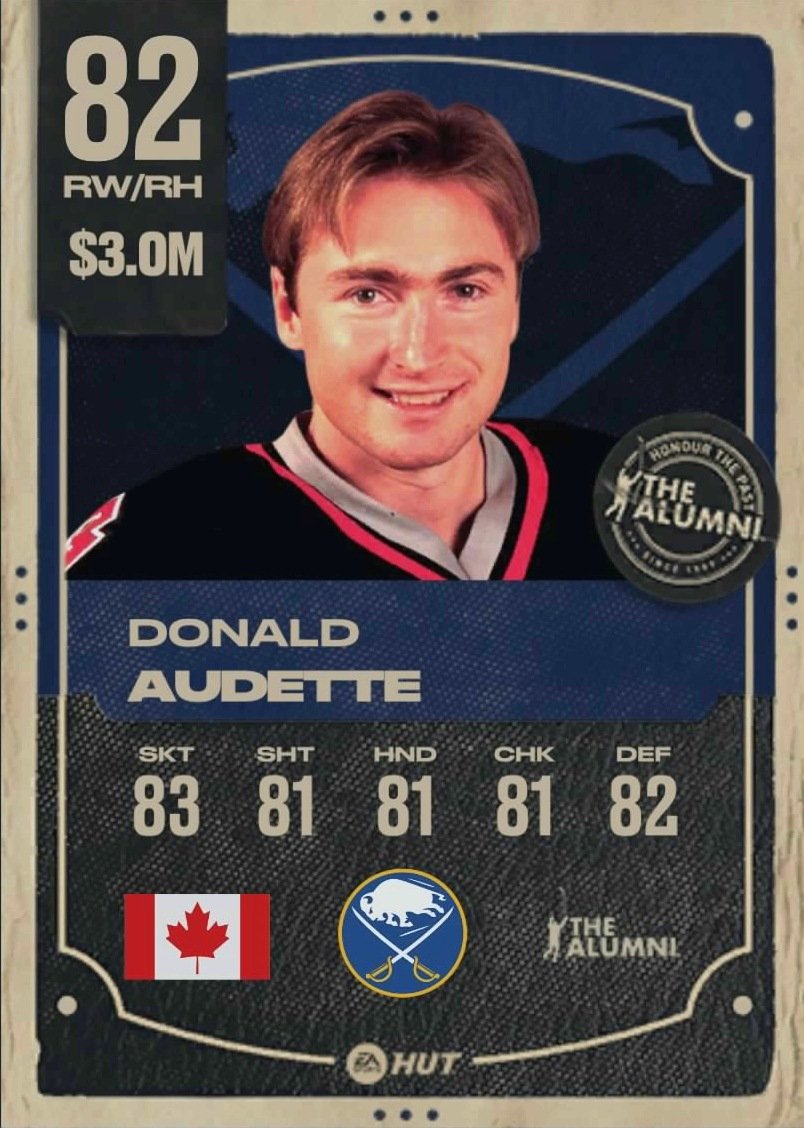 82
RW/RH
$3.0M
HONOUR THE PAST
THE
ALUMNI
DONALD
AUDETTE
SKT SHT HND CHK DEF
83 81 81 81 82
THE
ALUMNI
EA
HUT